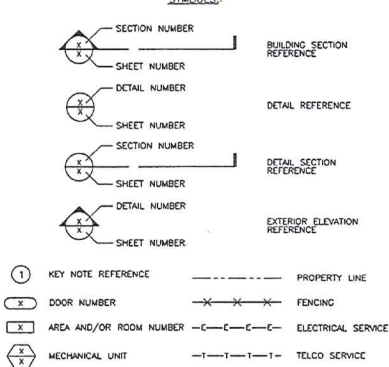 SYMBOLS:
SECTION NUMBER
X
X
SHEET NUMBER
BUILDING SECTION
REFERENCE
DETAIL NUMBER
X
X
SHEET NUMBER
DETAIL REFERENCE
SECTION NUMBER
X
X
SHEET NUMBER
DETAIL SECTION
REFERENCE
DETAIL NUMBER
X
X
SHEET NUMBER
EXTERIOR ELEVATION
REFERENCE
1 KEY NOTE REFERENCE
PROPERTY LINE
X DOOR NUMBER
X X X FENCING
X AREA AND/OR ROOM NUMBER
E E E E ELECTRICAL SERVICE
X
X
MECHANICAL UNIT
T T T T TELCO SERVICE